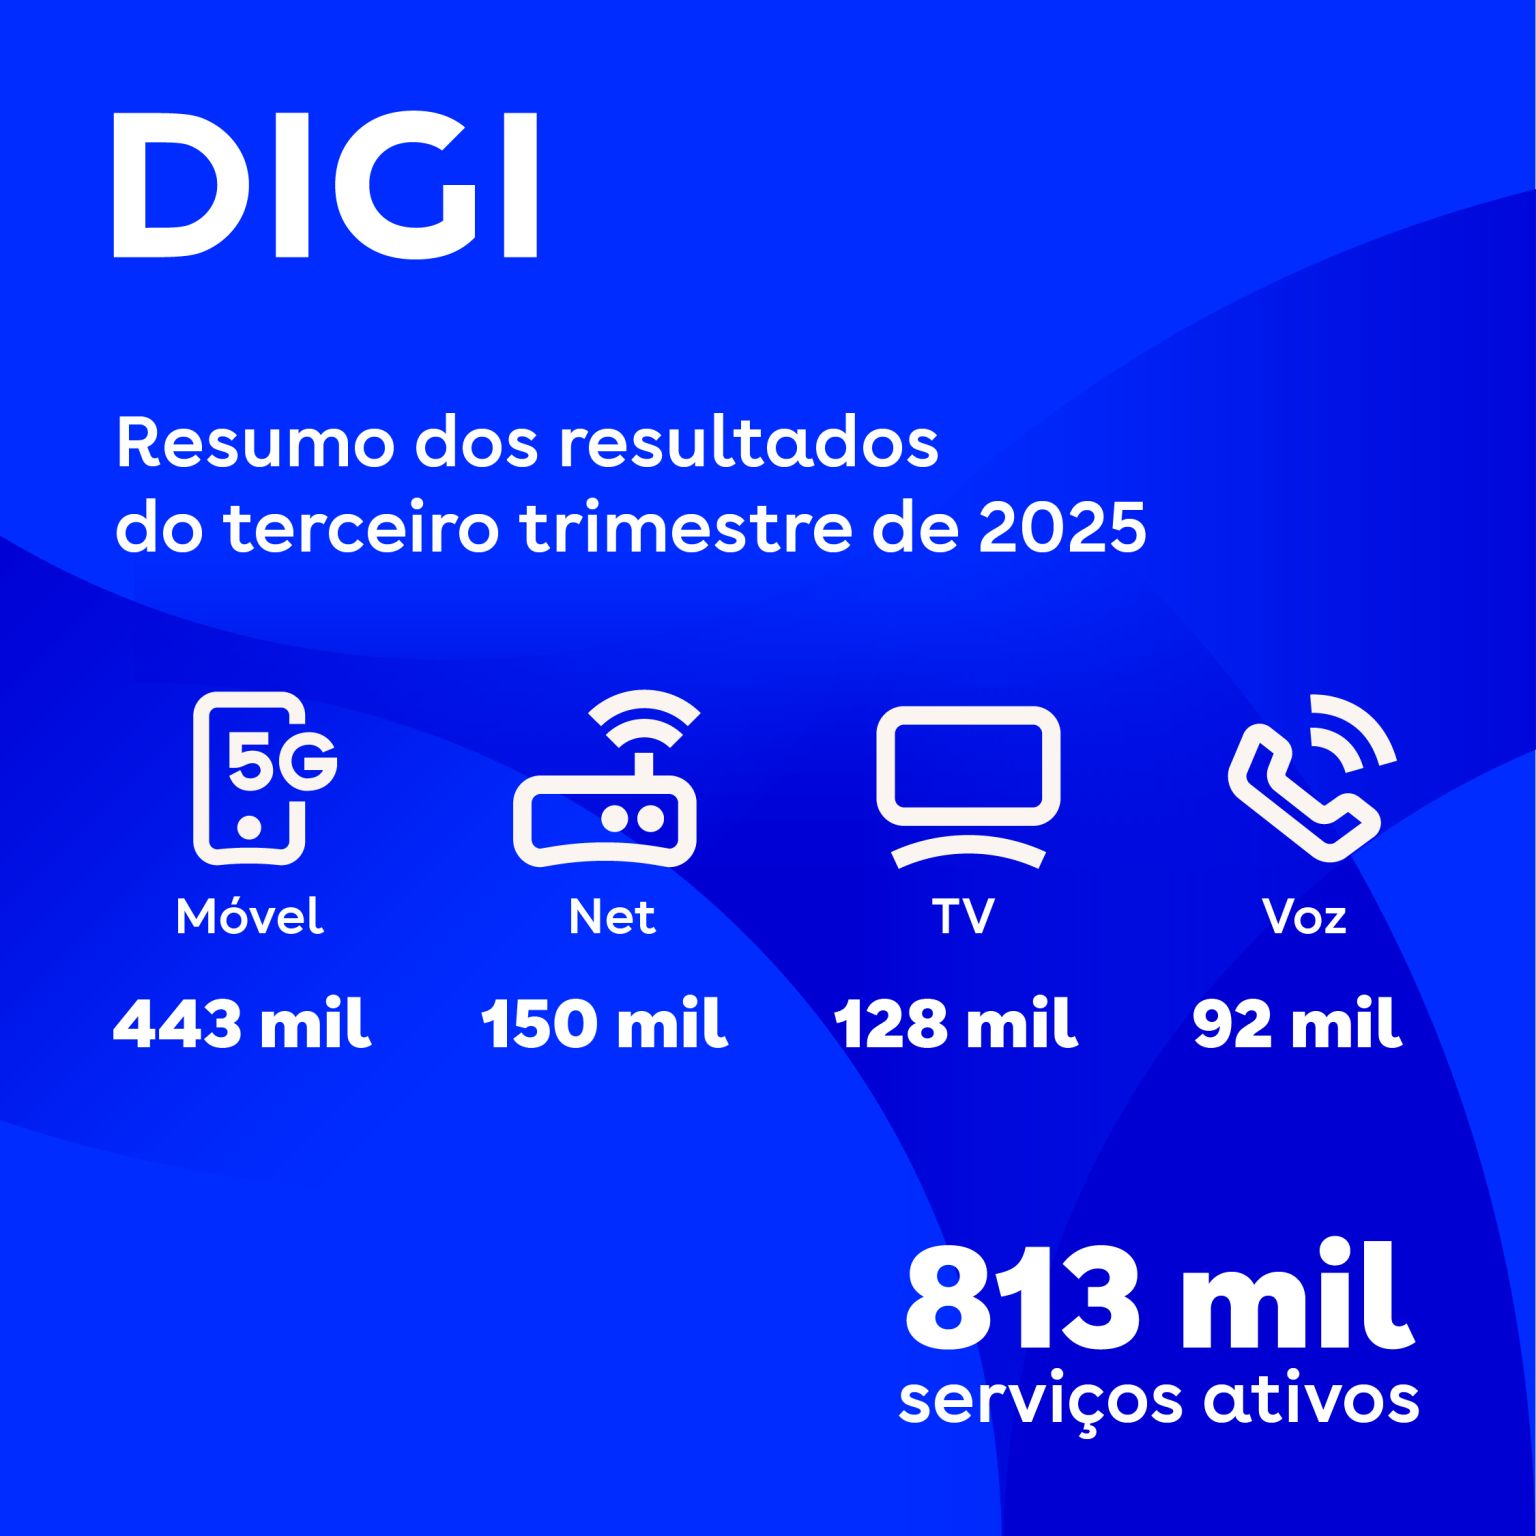 DIGI
Resumo dos resultados
do terceiro trimestre de 2025
5G
Móvel
Net
TV
Voz
443 mil
150 mil
128 mil
92 mil
813 mil
serviços ativos